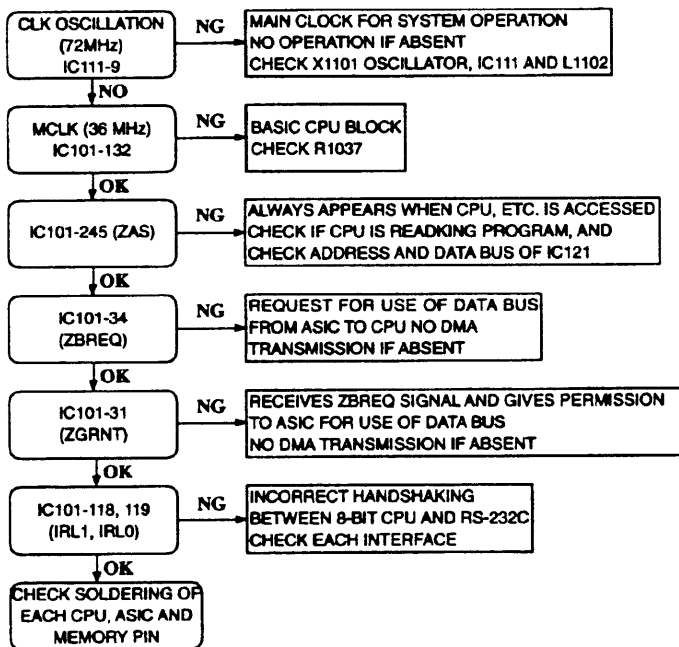 CLK OSCILLATION
(72MHz)
IC111-9
NG
MAIN CLOCK FOR SYSTEM OPERATION
NO OPERATION IF ABSENT
CHECK X1101 OSCILLATOR, IC111 AND L1102
NO
MCLK (36 MHz)
IC101-132
NG
BASIC CPU BLOCK
CHECK R1037
OK
IC101-245 (ZAS)
NG
ALWAYS APPEARS WHEN CPU, ETC. IS ACCESSED
CHECK IF CPU IS READKING PROGRAM, AND
CHECK ADDRESS AND DATA BUS OF IC121
OK
IC101-34
(ZBREQ)
NG
REQUEST FOR USE OF DATA BUS
FROM ASIC TO CPU NO DMA
TRANSMISSION IF ABSENT
OK
IC101-31
(ZGRNT)
NG
RECEIVES ZBREQ SIGNAL AND GIVES PERMISSION
TO ASIC FOR USE OF DATA BUS
NO DMA TRANSMISSION IF ABSENT
OK
IC101-118, 119
(IRL1, IRL0)
NG
INCORRECT HANDSHAKING
BETWEEN 8-BIT CPU AND RS-232C
CHECK EACH INTERFACE
OK
CHECK SOLDERING OF
EACH CPU, ASIC AND
MEMORY PIN